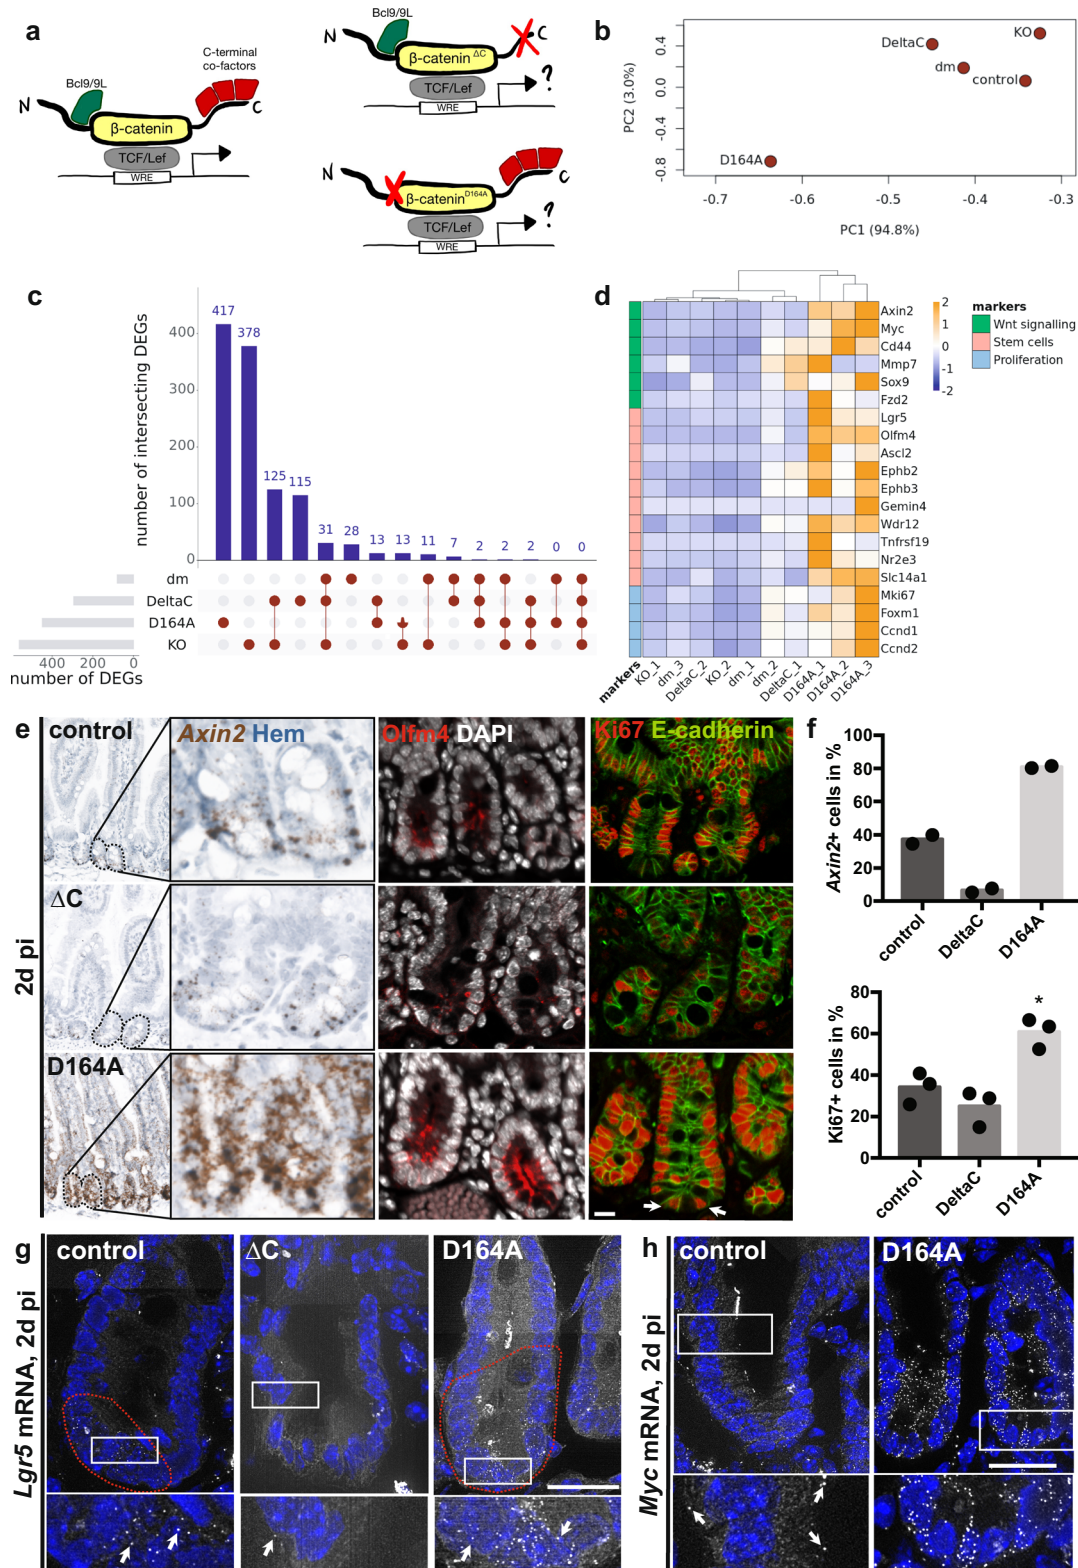 a
N
Bcl9/9L
C-terminal
co-factors
C
β-catenin
TCF/Lef
WRE
N
Bcl9/9L
C
β-catenin ΔC
TCF/Lef
WRE
?
N
C
β-catenin D164A
TCF/Lef
WRE
?
b
PC2 (3.0%)
0.4
0.0
-0.4
-0.8
DeltaC
KO
dm
control
D164A
-0.7
-0.6
-0.5
-0.4
-0.3
PC1 (94.8%)
c
number of intersecting DEGs
400
300
200
100
0
417
378
125
115
31
28
13
13
11
7
2
2
2
0
0
dm
DeltaC
D164A
KO
400 200 0
number of DEGs
d
Axin2
Myc
Cd44
Mmp7
Sox9
Fzd2
Lgr5
Olfm4
Ascl2
Ephb2
Ephb3
Gemin4
Wdr12
Tnfrsf19
Nr2e3
Slc14a1
Mki67
Foxm1
Ccnd1
Ccnd2
2
1
0
-1
-2
markers
Wnt signalling
Stem cells
Proliferation
markers
KO_1
dm_3
DeltaC_2
KO_2
dm_1
dm_2
DeltaC_1
D164A_1
D164A_2
D164A_3
e
2d pi
control
Axin2 Hem
Olfm4 DAPI
Ki67 E-cadherin
ΔC
D164A
f
Axin2+ cells in %
100
80
60
40
20
0
control
DeltaC
D164A
Ki67+ cells in %
80
60
40
20
0
*
control
DeltaC
D164A
g
Lgr5 mRNA, 2d pi
control
ΔC
D164A
h
Myc mRNA, 2d pi
control
D164A